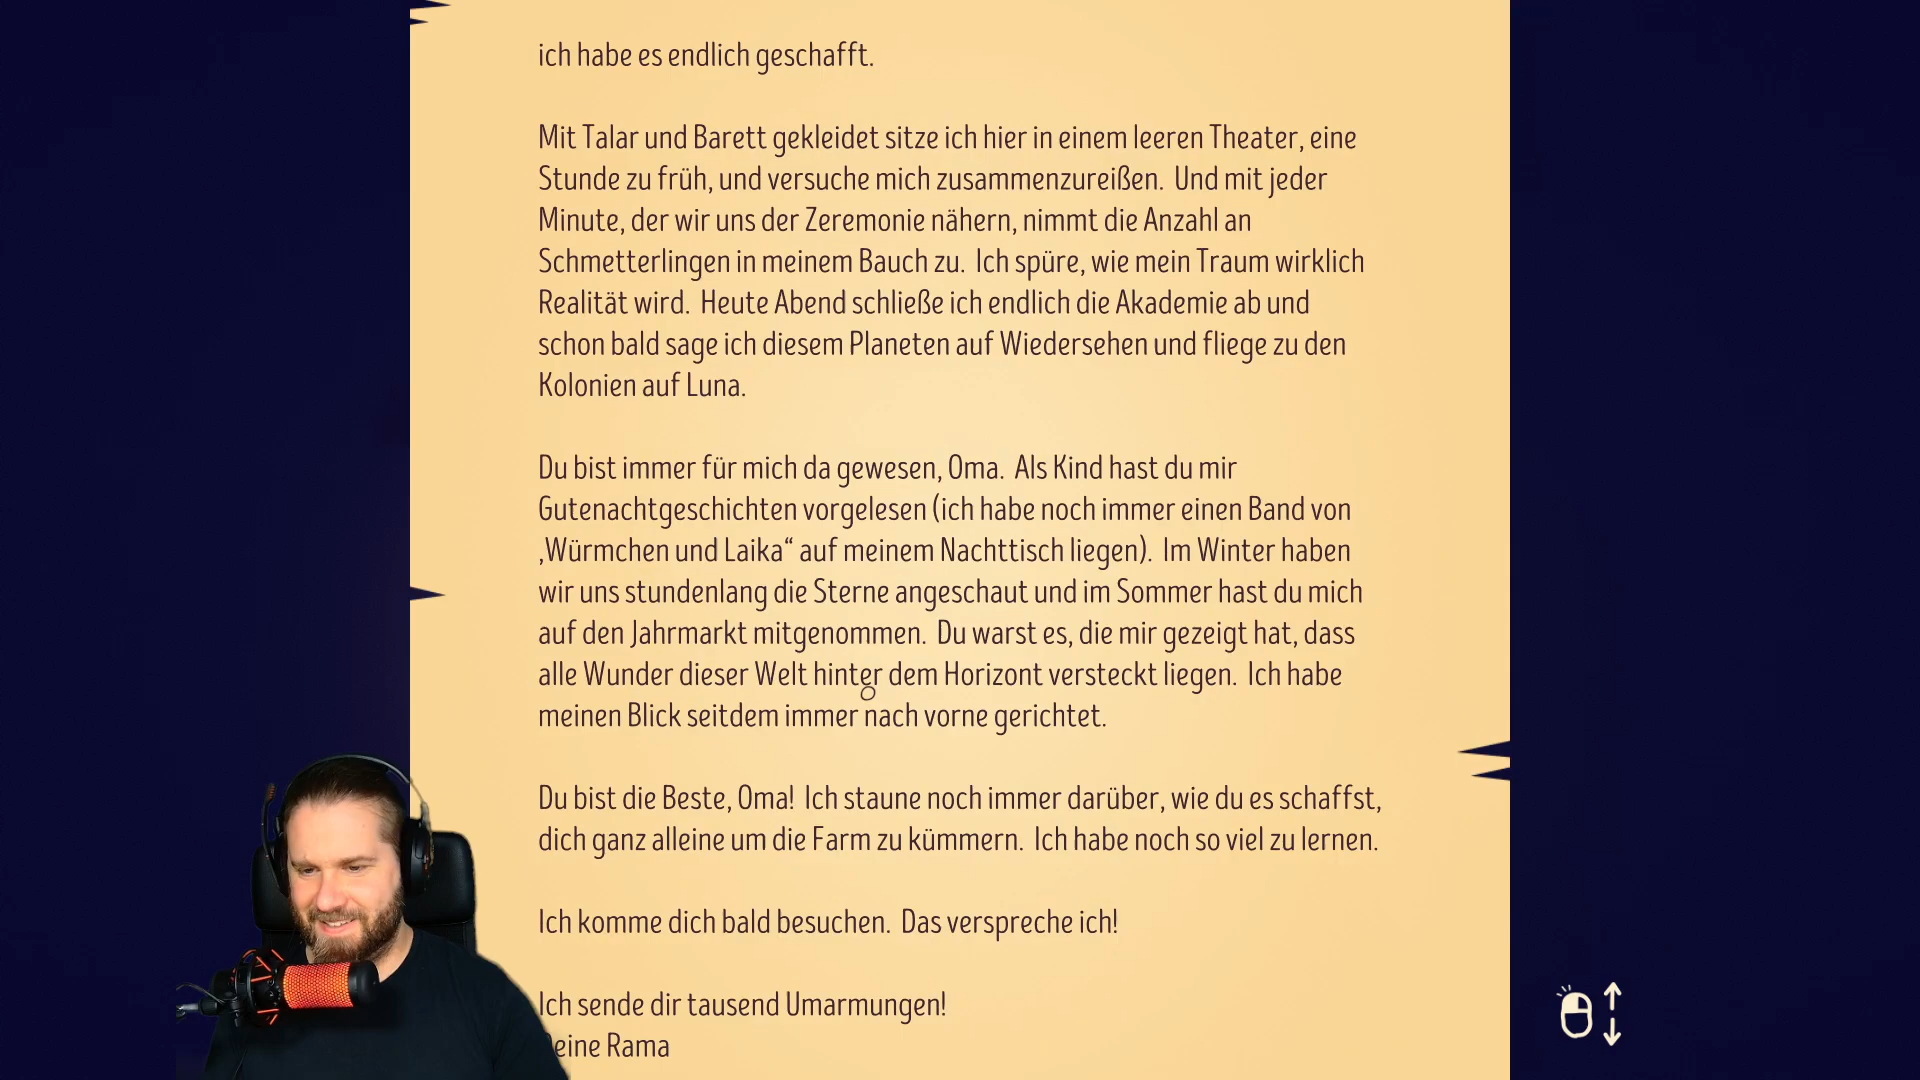 ich habe es endlich geschafft.
Mit Talar und Barett gekleidet sitze ich hier in einem leeren Theater, eine
Stunde zu früh, und versuche mich zusammenzureißen. Und mit jeder
Minute, der wir uns der Zeremonie nähern, nimmt die Anzahl an
Schmetterlingen in meinem Bauch zu. Ich spüre, wie mein Traum wirklich
Realität wird. Heute Abend schließe ich endlich die Akademie ab und
schon bald sage ich diesem Planeten auf Wiedersehen und fliege zu den
Kolonien auf Luna.
Du bist immer für mich da gewesen, Oma. Als Kind hast du mir
Gutenachtgeschichten vorgelesen (ich habe noch immer einen Band von
‚Würmchen und Laika“ auf meinem Nachttisch liegen). Im Winter haben
wir uns stundenlang die Sterne angeschaut und im Sommer hast du mich
auf den Jahrmarkt mitgenommen. Du warst es, die mir gezeigt hat, dass
alle Wunder dieser Welt hinter dem Horizont versteckt liegen. Ich habe
meinen Blick seitdem immer nach vorne gerichtet.
Du bist die Beste, Oma! Ich staune noch immer darüber, wie du es schaffst,
dich ganz alleine um die Farm zu kümmern. Ich habe noch so viel zu lernen.
Ich komme dich bald besuchen. Das verspreche ich!
Ich sende dir tausend Umarmungen!
Deine Rama